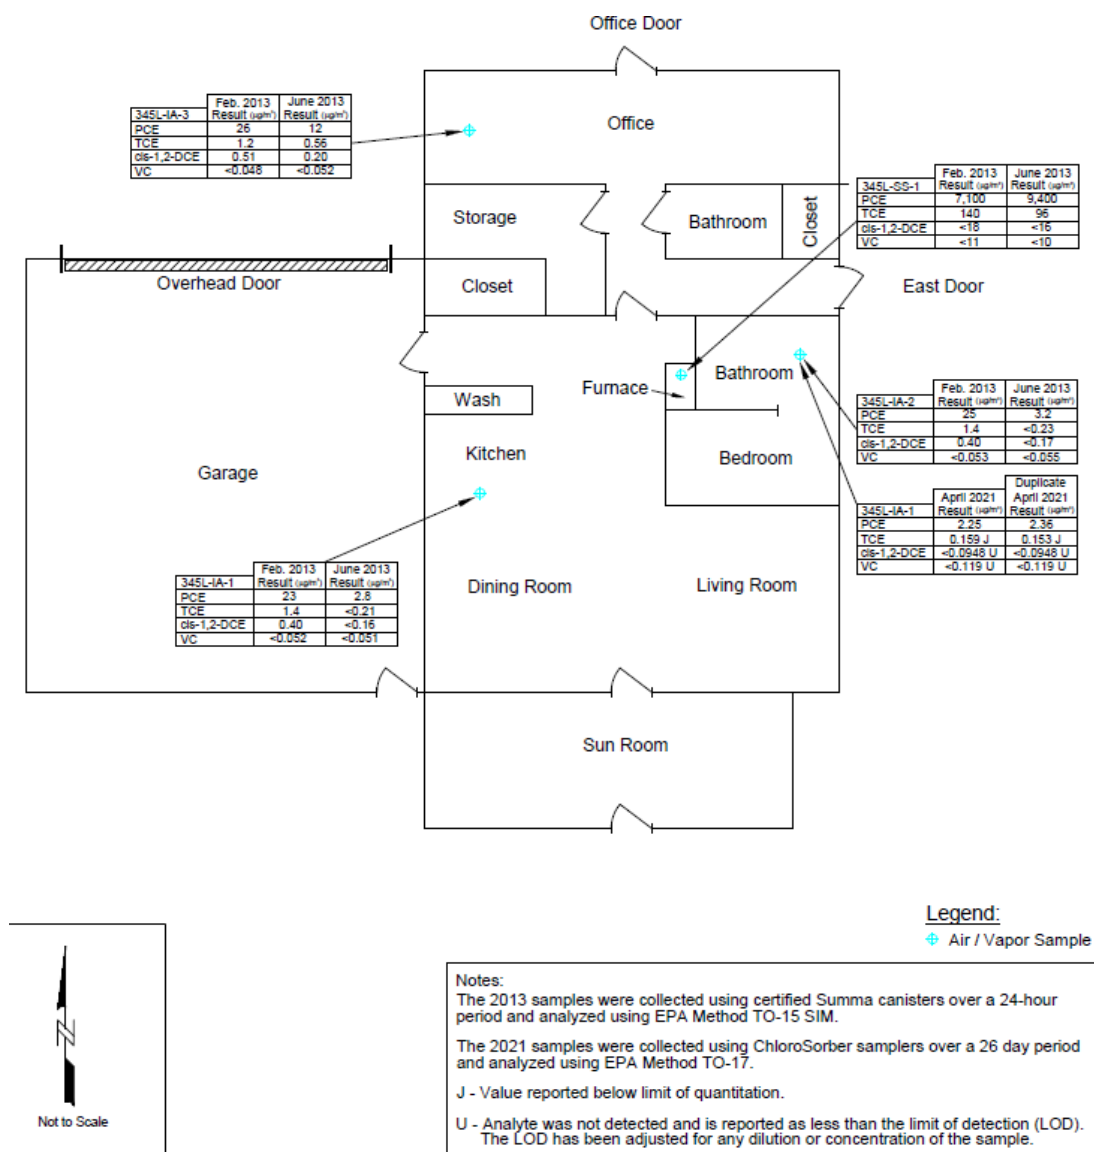 Office Door
Feb. 2013 June 2013
345L-IA-3 Result (µg/m³) Result (µg/m³)
PCE 26 12
TCE 1.2 0.56
cis-1,2-DCE 0.51 0.20
VC <0.048 <0.052
Office
Feb. 2013 June 2013
345L-SS-1 Result (µg/m³) Result (µg/m³)
PCE 7,100 9,400
TCE 140 96
cis-1,2-DCE <18 <16
VC <11 <10
Storage
Bathroom
Closet
Overhead Door
Closet
East Door
Furnace
Bathroom
Feb. 2013 June 2013
345L-IA-2 Result (µg/m³) Result (µg/m³)
PCE 25 3.2
TCE 1.4 <0.23
cis-1,2-DCE 0.40 <0.17
VC <0.053 <0.055
Wash
Kitchen
Bedroom
Garage
Duplicate
April 2021 April 2021
345L-IA-1 Result (µg/m³) Result (µg/m³)
PCE 2.25 2.36
TCE 0.159 J 0.153 J
cis-1,2-DCE <0.0948 U <0.0948 U
VC <0.119 U <0.119 U
Feb. 2013 June 2013
345L-IA-1 Result (µg/m³) Result (µg/m³)
PCE 23 2.8
TCE 1.4 <0.21
cis-1,2-DCE 0.40 <0.16
VC <0.052 <0.051
Dining Room
Living Room
Sun Room
Legend:
Air / Vapor Sample
N
Not to Scale
Notes:
The 2013 samples were collected using certified Summa canisters over a 24-hour
period and analyzed using EPA Method TO-15 SIM.
The 2021 samples were collected using ChloroSorber samplers over a 26 day period
and analyzed using EPA Method TO-17.
J - Value reported below limit of quantitation.
U - Analyte was not detected and is reported as less than the limit of detection (LOD).
The LOD has been adjusted for any dilution or concentration of the sample.